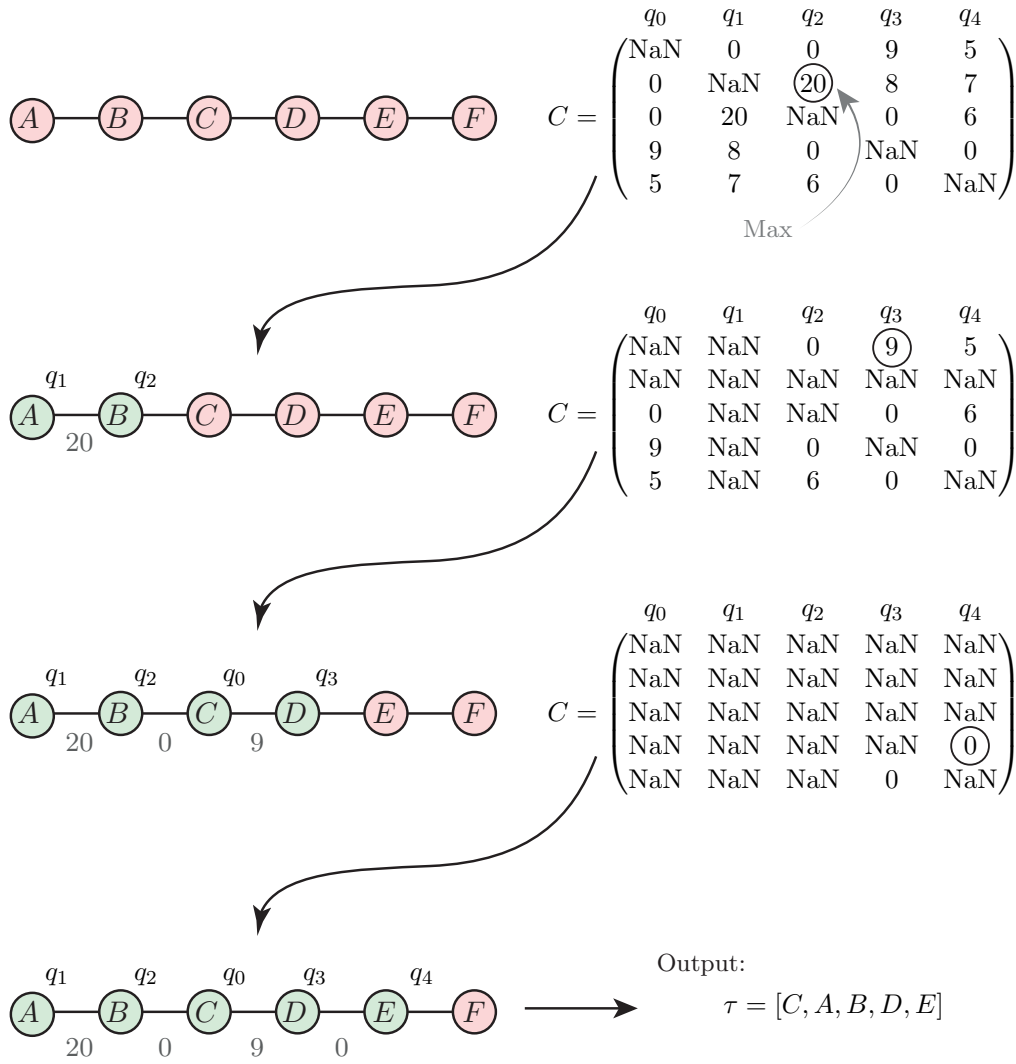 q0 q1 q2 q3 q4
NaN 0 0 9 5
0 NaN 20 8 7
A B C D E F C = 0 20 NaN 0 6
9 8 0 NaN 0
5 7 6 0 NaN
Max
q0 q1 q2 q3 q4
NaN NaN 0 9 5
q1 q2 NaN NaN NaN NaN NaN
A B C D E F C = 0 NaN NaN 0 6
20 9 NaN 0 NaN 0
5 NaN 6 0 NaN
q0 q1 q2 q3 q4
NaN NaN NaN NaN NaN
q1 q2 q0 q3 NaN NaN NaN NaN NaN
A B C D E F C = NaN NaN NaN NaN NaN
20 0 9 NaN NaN NaN NaN 0
NaN NaN NaN 0 NaN
Output:
q1 q2 q0 q3 q4
A B C D E F τ = [C, A, B, D, E]
20 0 9 0